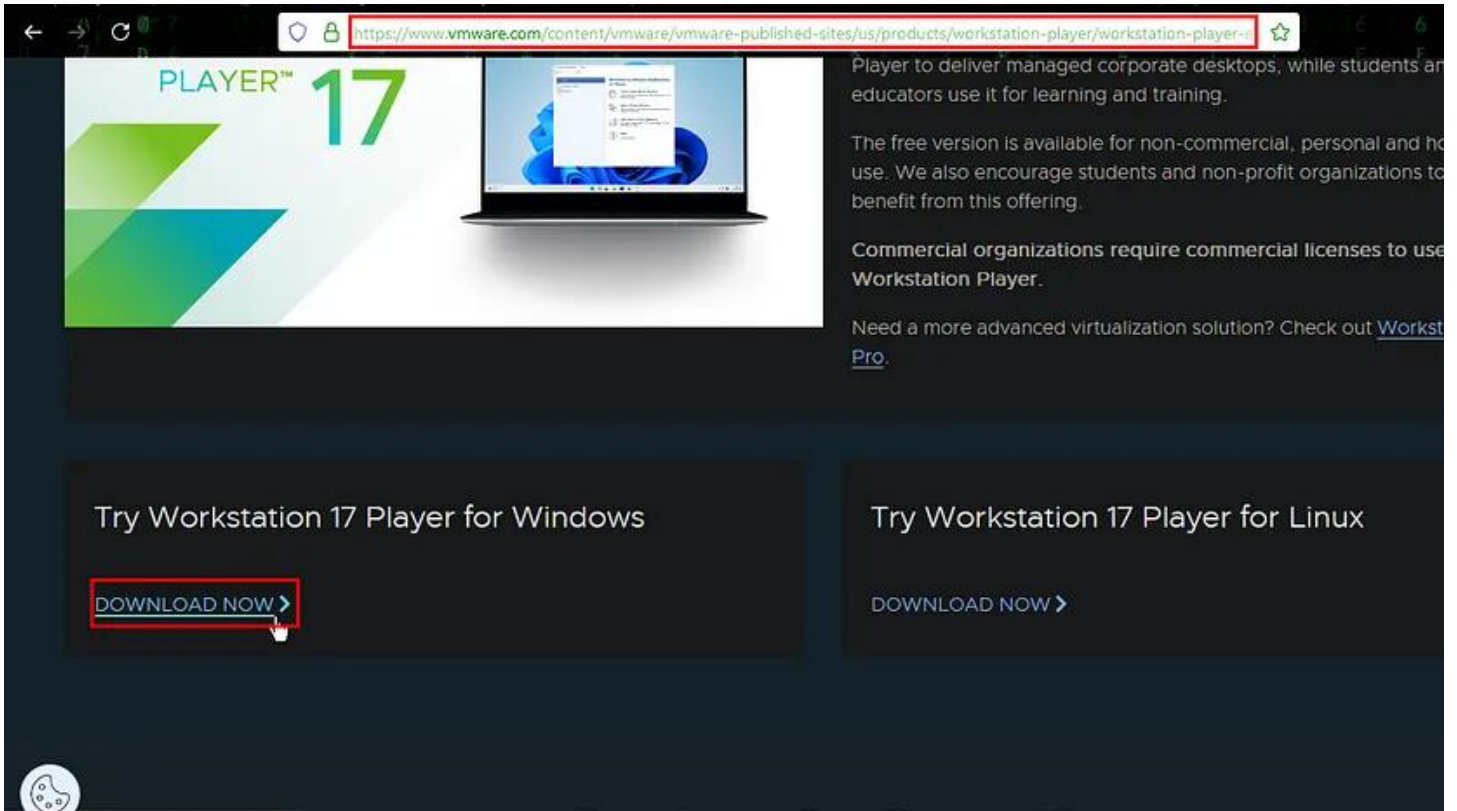 https://www.vmware.com/content/vmware/vmware-published-sites/us/products/workstation-player/workstation-player-
PLAYER™ 17
Player to deliver managed corporate desktops, while students
educators use it for learning and training.
The free version is available for non-commercial, personal and
use. We also encourage students and non-profit organizations to
benefit from this offering.
Commercial organizations require commercial licenses to use
Workstation Player.
Need a more advanced virtualization solution? Check out
Pro.
Try Workstation 17 Player for Windows
DOWNLOAD NOW
Try Workstation 17 Player for Linux
DOWNLOAD NOW